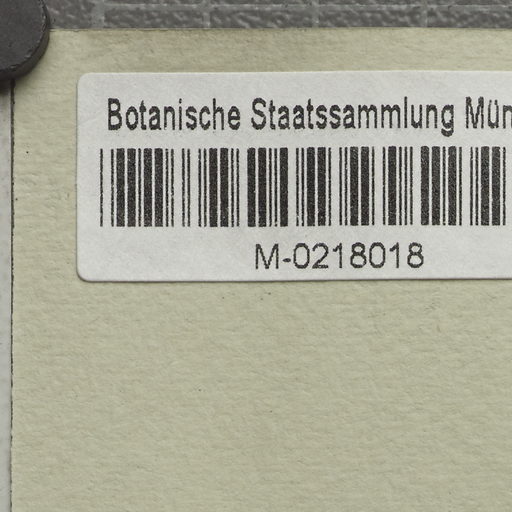 Botanische Staatssammlung Mün
M-0218018